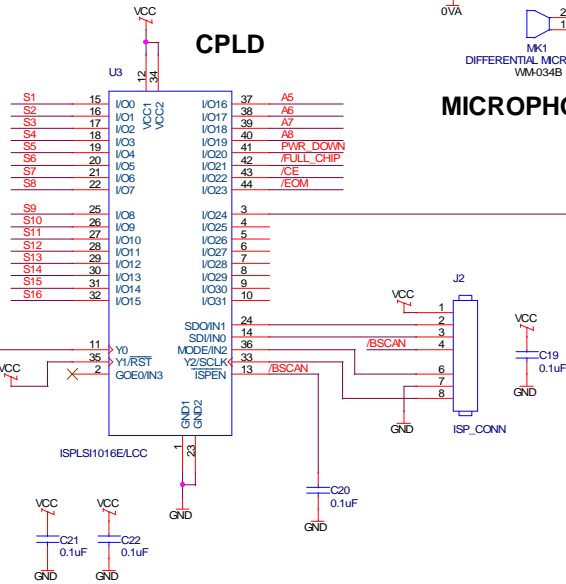 VCC
0VA
CPLD
2
1
MK1
DIFFERENTIAL MICR
WM-034B
MICROPHO
U3
12
34
VCC1
VCC2
S1 15 I/O0 I/O16 37 A5
S2 16 I/O1 I/O17 38 A6
S3 17 I/O2 I/O18 39 A7
S4 18 I/O3 I/O19 40 A8
S5 19 I/O4 I/O20 41 PWR_DOWN
S6 20 I/O5 I/O21 42 /FULL_CHIP
S7 21 I/O6 I/O22 43 /CE
S8 22 I/O7 I/O23 44 /EOM
S9 25 I/O8 I/O24 3
S10 26 I/O9 I/O25 4
S11 27 I/O10 I/O26 5
S12 28 I/O11 I/O27 6
S13 29 I/O12 I/O28 7
S14 30 I/O13 I/O29 8
S15 31 I/O14 I/O30 9
S16 32 I/O15 I/O31 10
J2
VCC 1
SDO/IN1 24 2
SDI/IN0 14 3
11 Y0 MODE/IN2 36 /BSCAN 4
VCC 35 Y1/RST Y2/SCLK 33 6
2 GOE0/IN3 ISPEN 13 /BSCAN 7
8
VCC
C19
0.1uF
GND
GND1
GND2
1
23
GND
ISP_CONN
ISPLSI1016E/LCC
GND
C20
0.1uF
GND
VCC
C21
0.1uF
GND
VCC
C22
0.1uF
GND